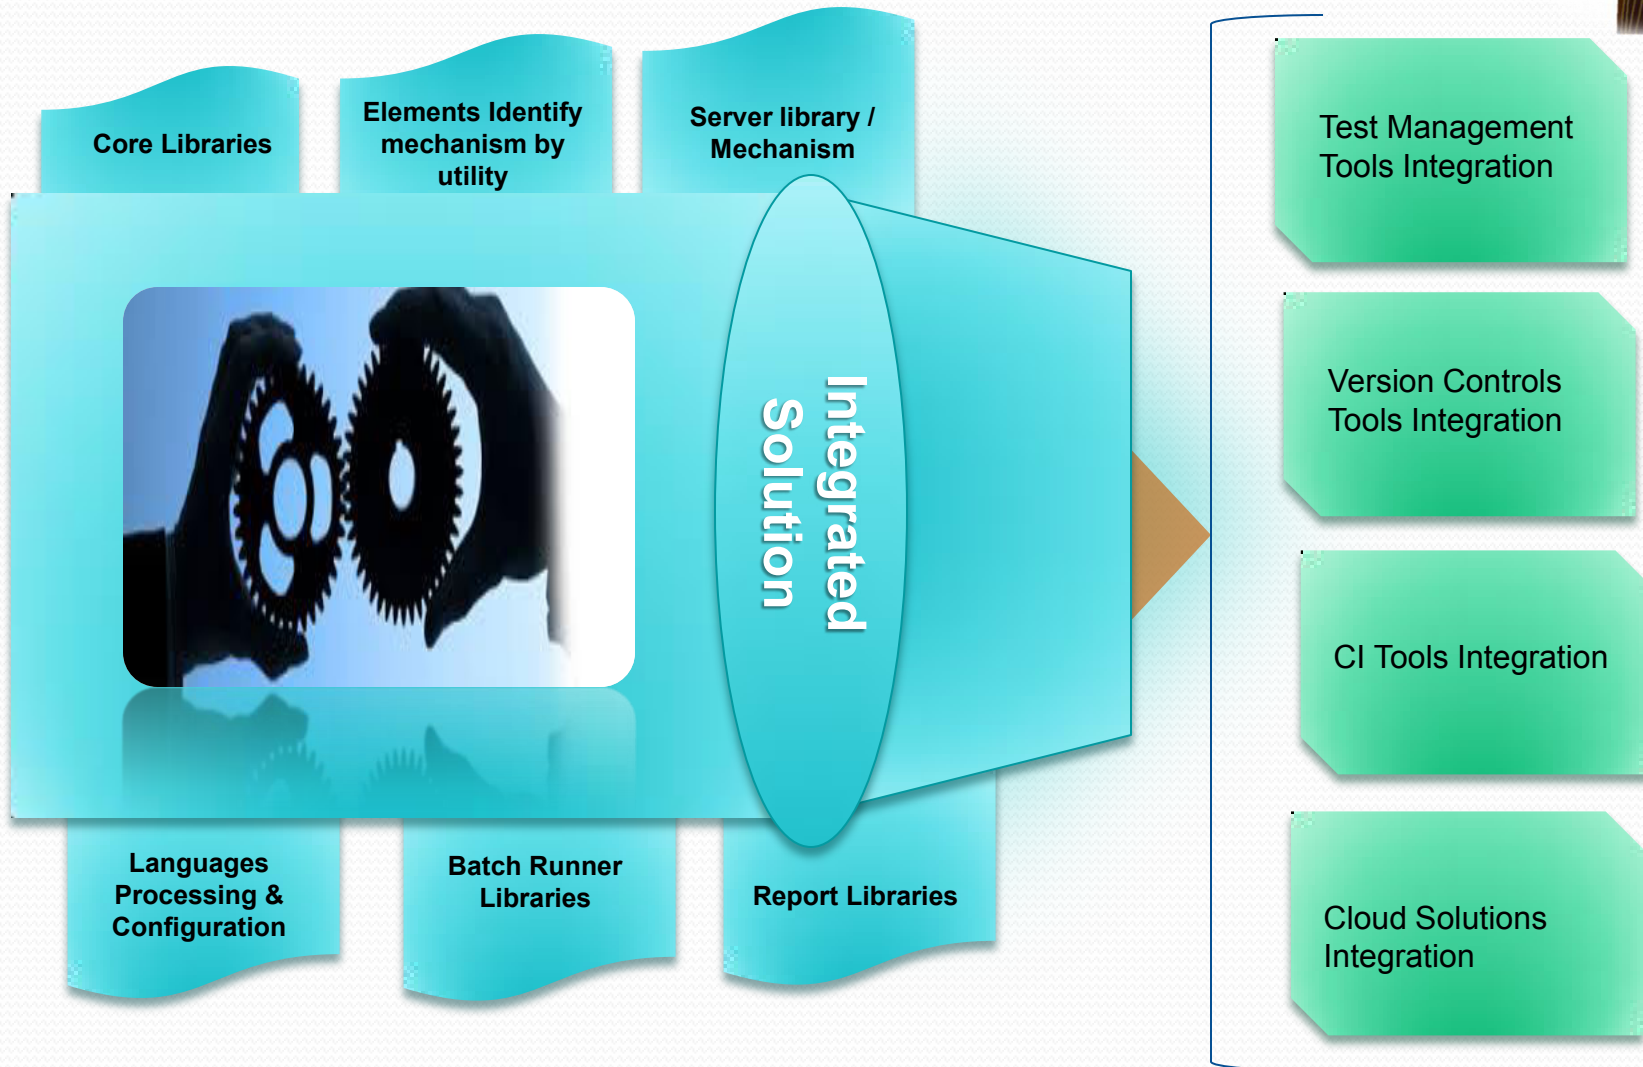 Core Libraries
Elements Identify
mechanism by
utility
Server library /
Mechanism
Integrated
Solution
Languages
Processing &
Configuration
Batch Runner
Libraries
Report Libraries
Test Management
Tools Integration
Version Controls
Tools Integration
CI Tools Integration
Cloud Solutions
Integration